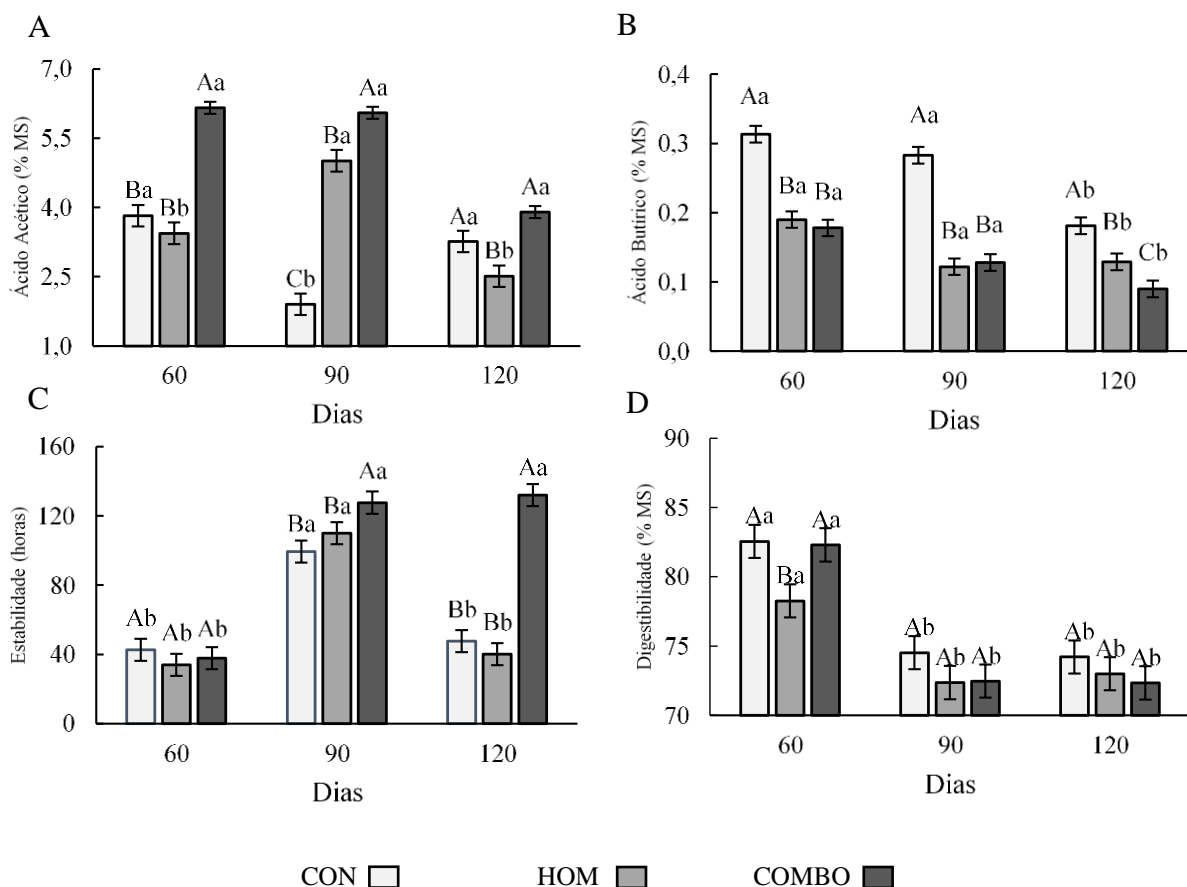 A
Ácido Acético (% MS)
7,0
5,5
4,0
2,5
1,0
Ba
Bb
Aa
Cb
Ba
Aa
Aa
Bb
Aa
60
90
120
Dias
B
Ácido Butírico (% MS)
0,4
0,3
0,2
0,1
0,0
Aa
Ba
Ba
Aa
Ba
Ba
Ab
Bb
Cb
60
90
120
Dias
C
Estabilidade (horas)
160
120
80
40
0
Ab
Ab
Ab
Ba
Ba
Aa
Bb
Bb
Aa
60
90
120
Dias
D
Digestibilidade (% MS)
90
85
80
75
70
Aa
Ba
Aa
Ab
Ab
Ab
Ab
Ab
Ab
60
90
120
Dias
CON
HOM
COMBO